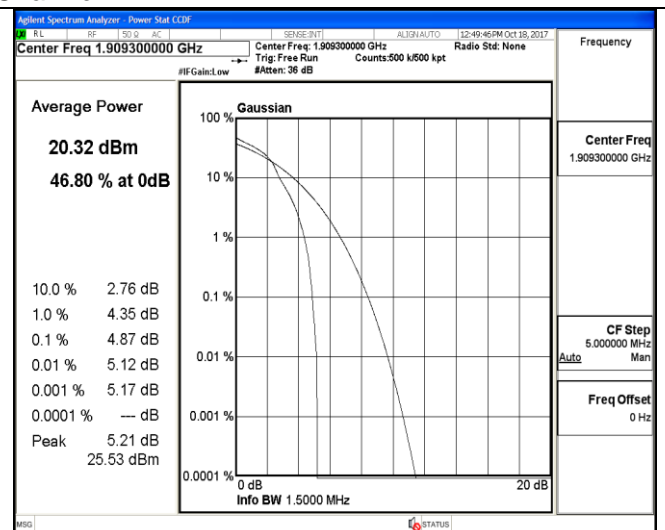 Agilent Spectrum Analyzer - Power Stat CCDF
RL RF 50 Ω AC SENSE:INT ALIGN AUTO 12:49:46 PM Oct 18, 2017
Center Freq 1.909300000 GHz
Center Freq: 1.909300000 GHz Radio Std: None
Trig: Free Run Counts:500 k/500 kpt
#IFGain:Low #Atten: 36 dB
Frequency
Average Power
20.32 dBm
46.80 % at 0dB
10.0 % 2.76 dB
1.0 % 4.35 dB
0.1 % 4.87 dB
0.01 % 5.12 dB
0.001 % 5.17 dB
0.0001 % --- dB
Peak 5.21 dB
25.53 dBm
Gaussian
100 %
10 %
1 %
0.1 %
0.01 %
0.001 %
0.0001 %
0 dB 20 dB
Info BW 1.5000 MHz
Center Freq
1.909300000 GHz
CF Step
5.000000 MHz
Auto Man
Freq Offset
0 Hz
MSG STATUS